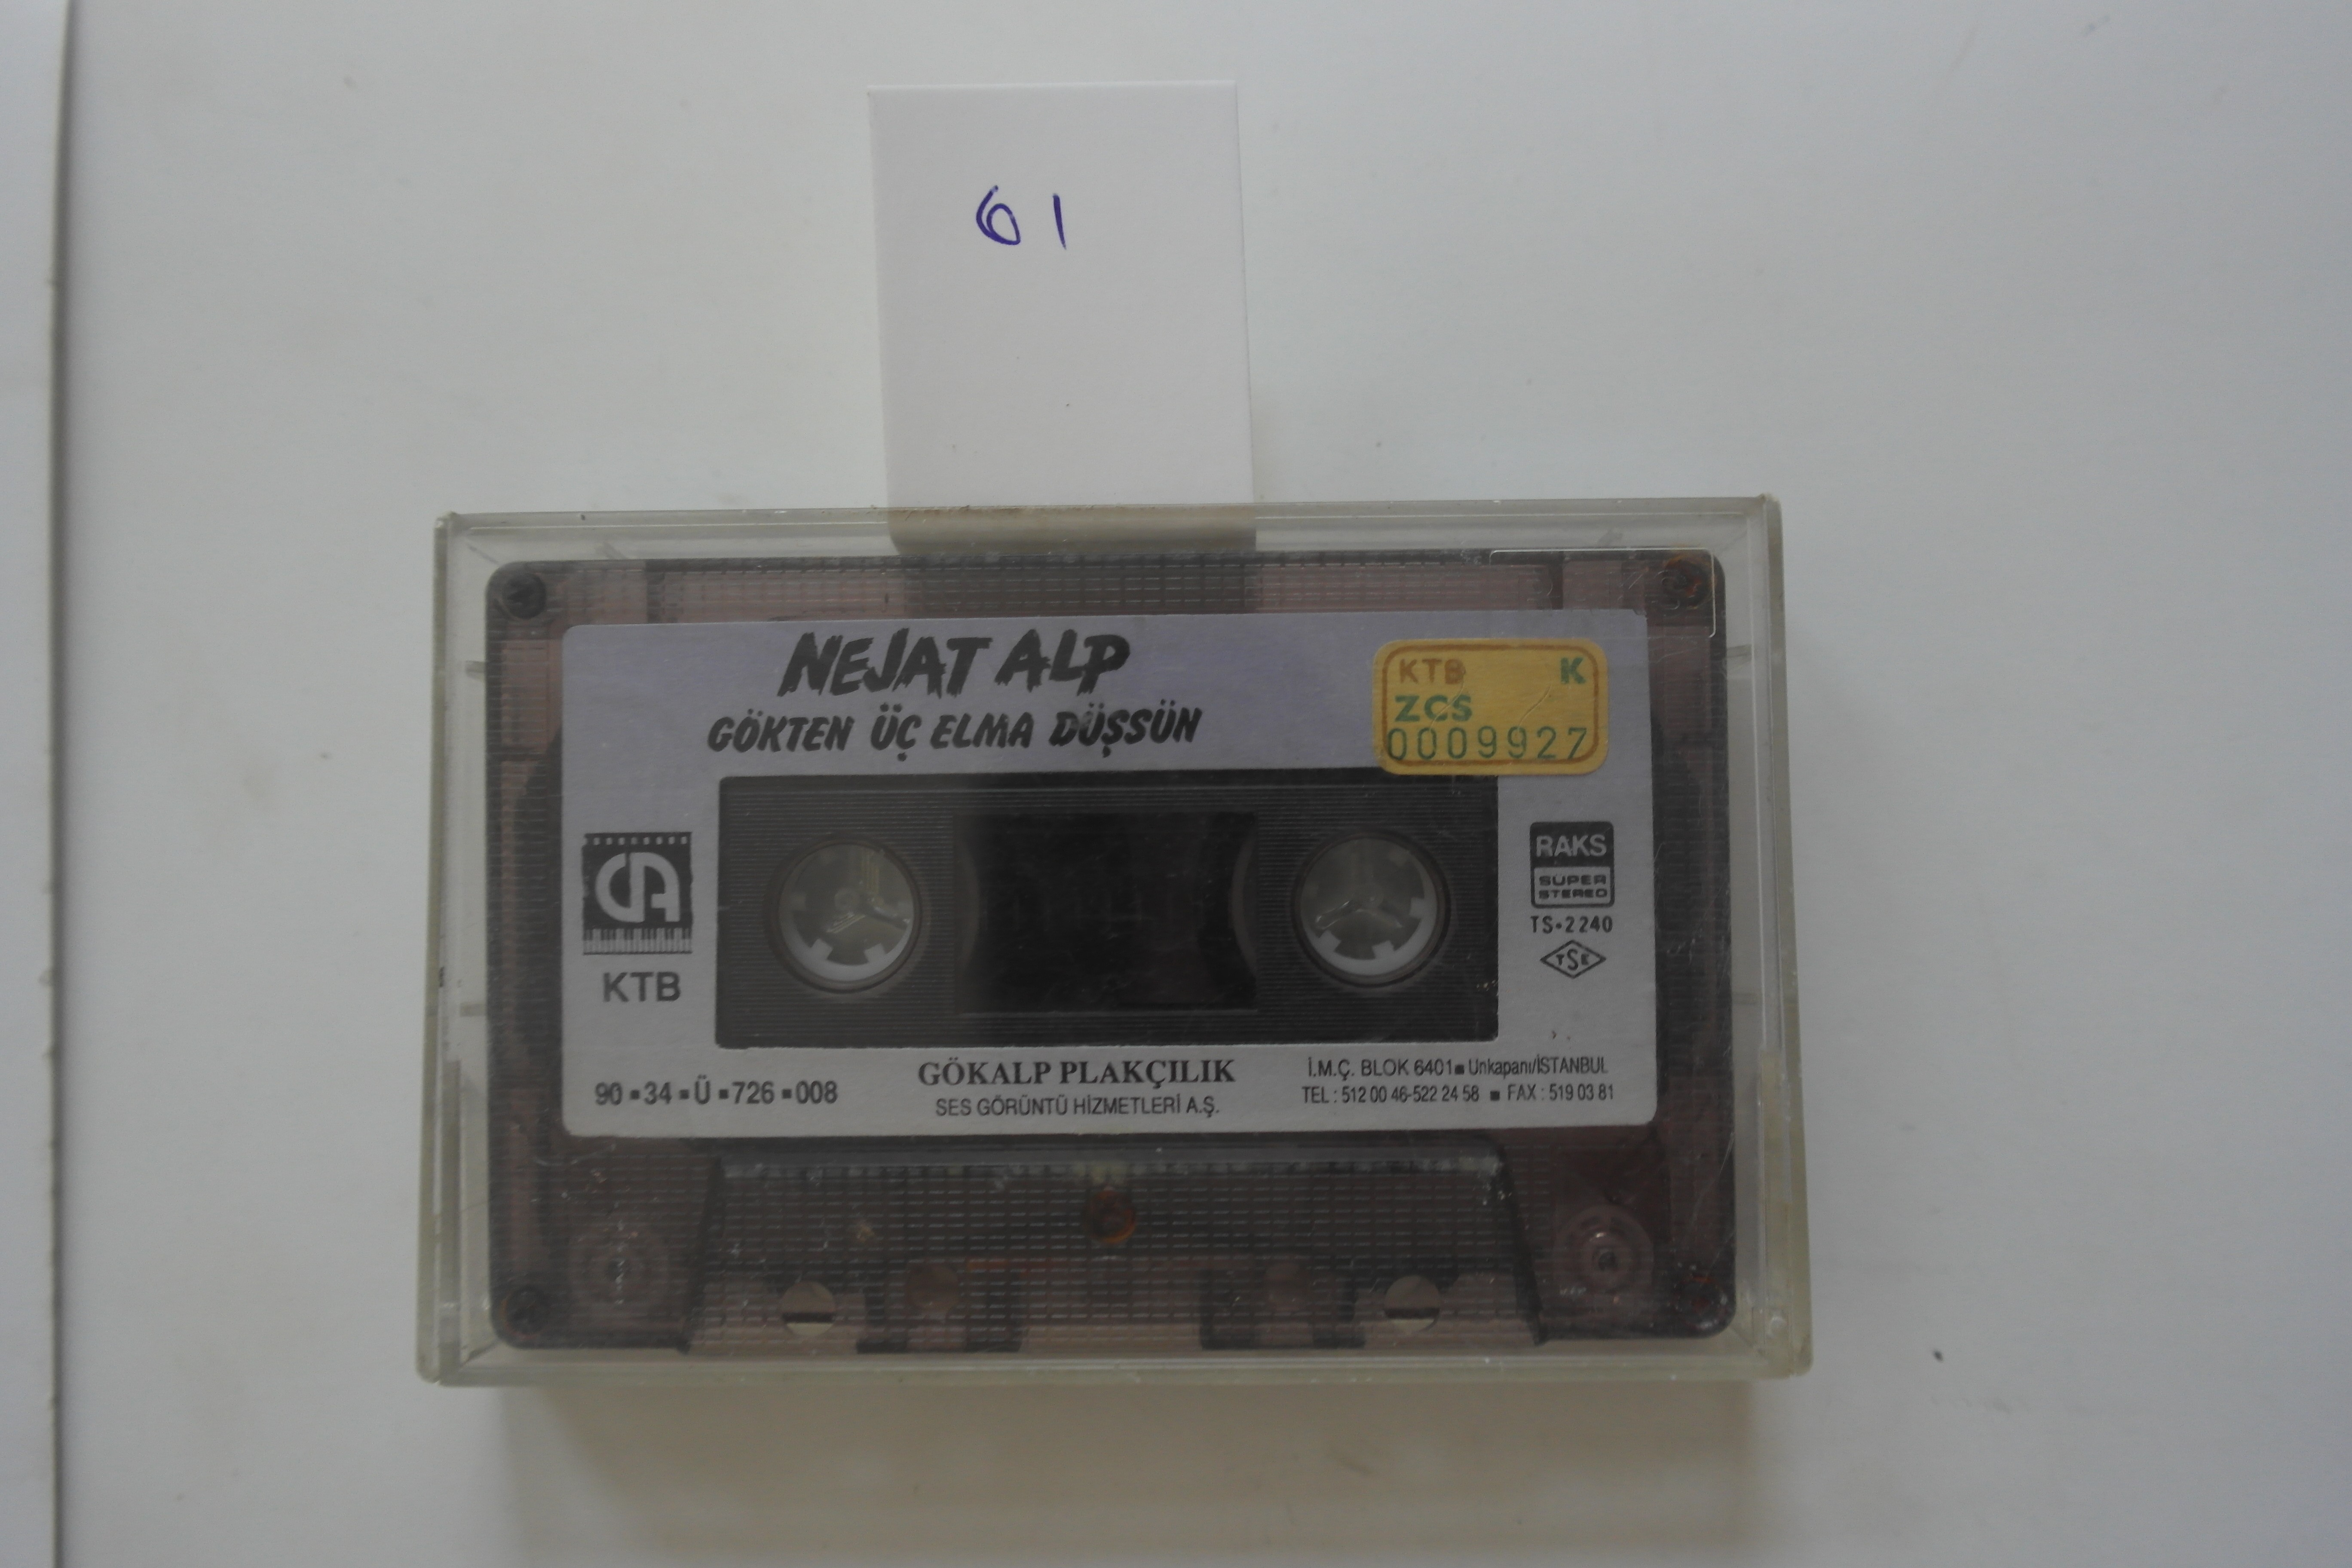 61
NEJAT ALP
GÖKTEN ÜÇ ELMA DÜŞSÜN
KTB K
ZCS
0009927
GA
KTB
RAKS
SUPER
STEREO
TS•2240
TSE
90▪34▪Ü▪726▪008
GÖKALP PLAKÇILIK
SES GÖRÜNTÜ HİZMETLERİ A.Ş.
İ.M.Ç. BLOK 6401▪Unkapanı/İSTANBUL
TEL : 512 00 46-522 24 58 ▪ FAX : 519 03 81